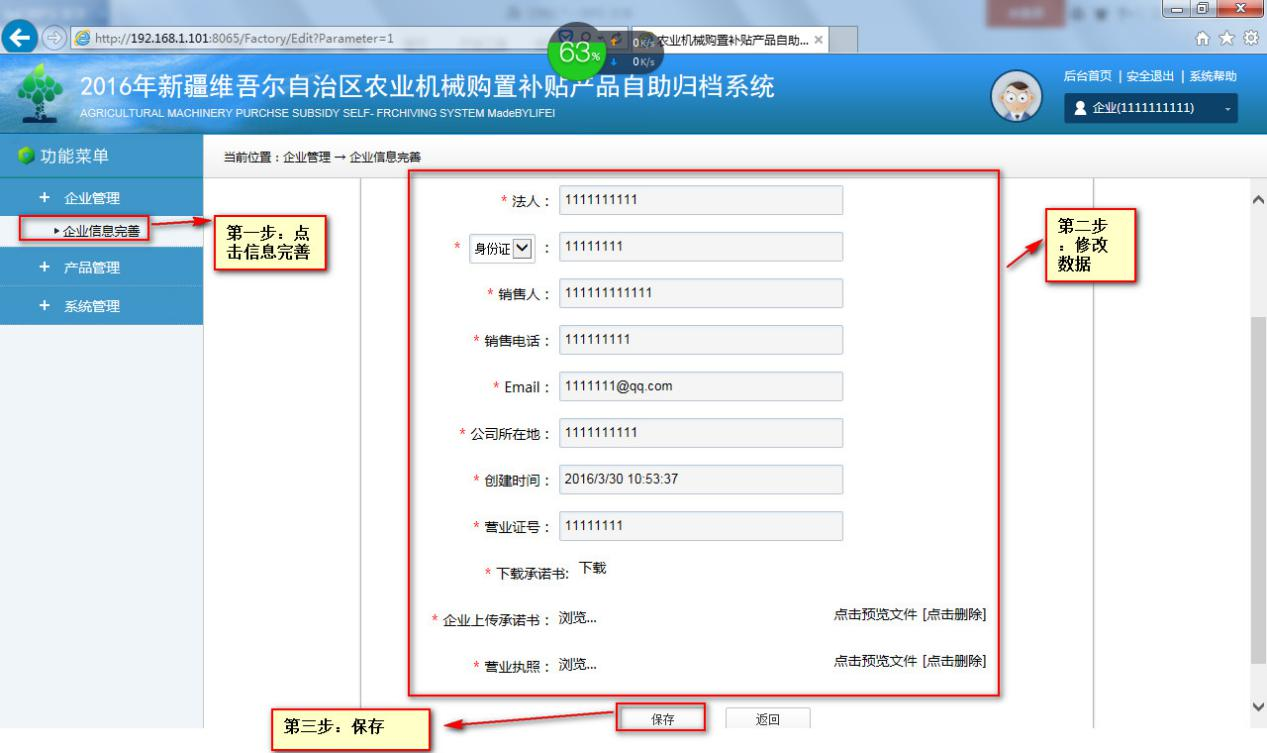 http://192.168.1.101:8065/Factory/Edit?Parameter=1
63%
0K/s
0K/s
农业机械购置补贴产品自助...
2016年新疆维吾尔自治区农业机械购置补贴产品自助归档系统
AGRICULTURAL MACHINERY PURCHSE SUBSIDY SELF- FRCHIVING SYSTEM MadeBYLIFEI
后台首页 | 安全退出 | 系统帮助
企业(1111111111)
功能菜单
当前位置：企业管理 → 企业信息完善
+ 企业管理
企业信息完善
+ 产品管理
+ 系统管理
第一步：点
击信息完善
第二步
：修改
数据
* 法人： 1111111111
* 身份证 ： 11111111
* 销售人： 111111111111
* 销售电话： 111111111
* Email： 1111111@qq.com
* 公司所在地： 1111111111
* 创建时间： 2016/3/30 10:53:37
* 营业证号： 11111111
* 下载承诺书: 下载
* 企业上传承诺书： 浏览... 点击预览文件 [点击删除]
* 营业执照： 浏览... 点击预览文件 [点击删除]
第三步：保存
保存
返回